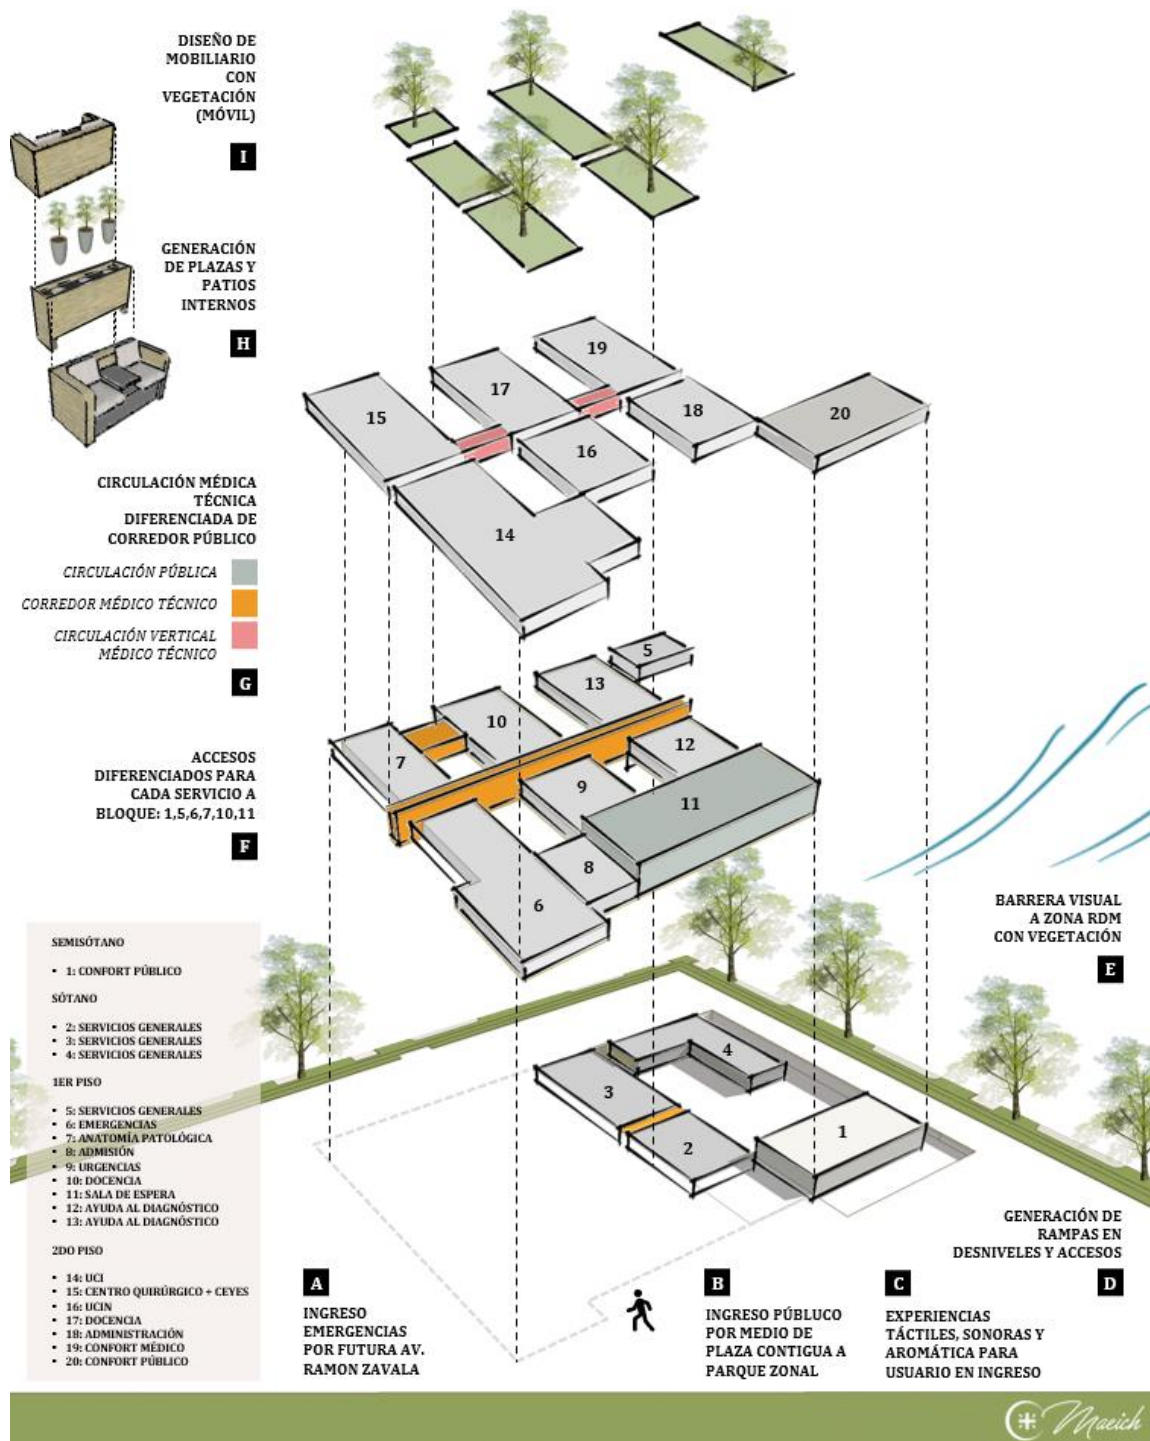 DISEÑO DE
MOBILIARIO
CON
VEGETACIÓN
(MÓVIL)
I
GENERACIÓN
DE PLAZAS Y
PATIOS
INTERNOS
H
19
17
15
18
20
16
14
CIRCULACIÓN MÉDICA
TÉCNICA
DIFERENCIADA DE
CORREDOR PÚBLICO
CIRCULACIÓN PÚBLICA
CORREDOR MÉDICO TÉCNICO
CIRCULACIÓN VERTICAL
MÉDICO TÉCNICO
G
5
13
10
12
7
9
11
8
6
ACCESOS
DIFERENCIADOS PARA
CADA SERVICIO A
BLOQUE: 1,5,6,7,10,11
F
BARRERA VISUAL
A ZONA RDM
CON VEGETACIÓN
E
SEMISÓTANO
▪ 1: CONFORT PÚBLICO
SÓTANO
▪ 2: SERVICIOS GENERALES
▪ 3: SERVICIOS GENERALES
▪ 4: SERVICIOS GENERALES
1ER PISO
▪ 5: SERVICIOS GENERALES
▪ 6: EMERGENCIAS
▪ 7: ANATOMÍA PATOLÓGICA
▪ 8: ADMISIÓN
▪ 9: URGENCIAS
▪ 10: DOCENCIA
▪ 11: SALA DE ESPERA
▪ 12: AYUDA AL DIAGNÓSTICO
▪ 13: AYUDA AL DIAGNÓSTICO
2DO PISO
▪ 14: UCI
▪ 15: CENTRO QUIRÚRGICO + CEYES
▪ 16: UCIN
▪ 17: DOCENCIA
▪ 18: ADMINISTRACIÓN
▪ 19: CONFORT MÉDICO
▪ 20: CONFORT PÚBLICO
4
3
2
1
GENERACIÓN DE
RAMPAS EN
DESNIVELES Y ACCESOS
D
A
INGRESO
EMERGENCIAS
POR FUTURA AV.
RAMON ZAVALA
B
INGRESO PÚBLUCO
POR MEDIO DE
PLAZA CONTIGUA A
PARQUE ZONAL
C
EXPERIENCIAS
TÁCTILES, SONORAS Y
AROMÁTICA PARA
USUARIO EN INGRESO
Maeich